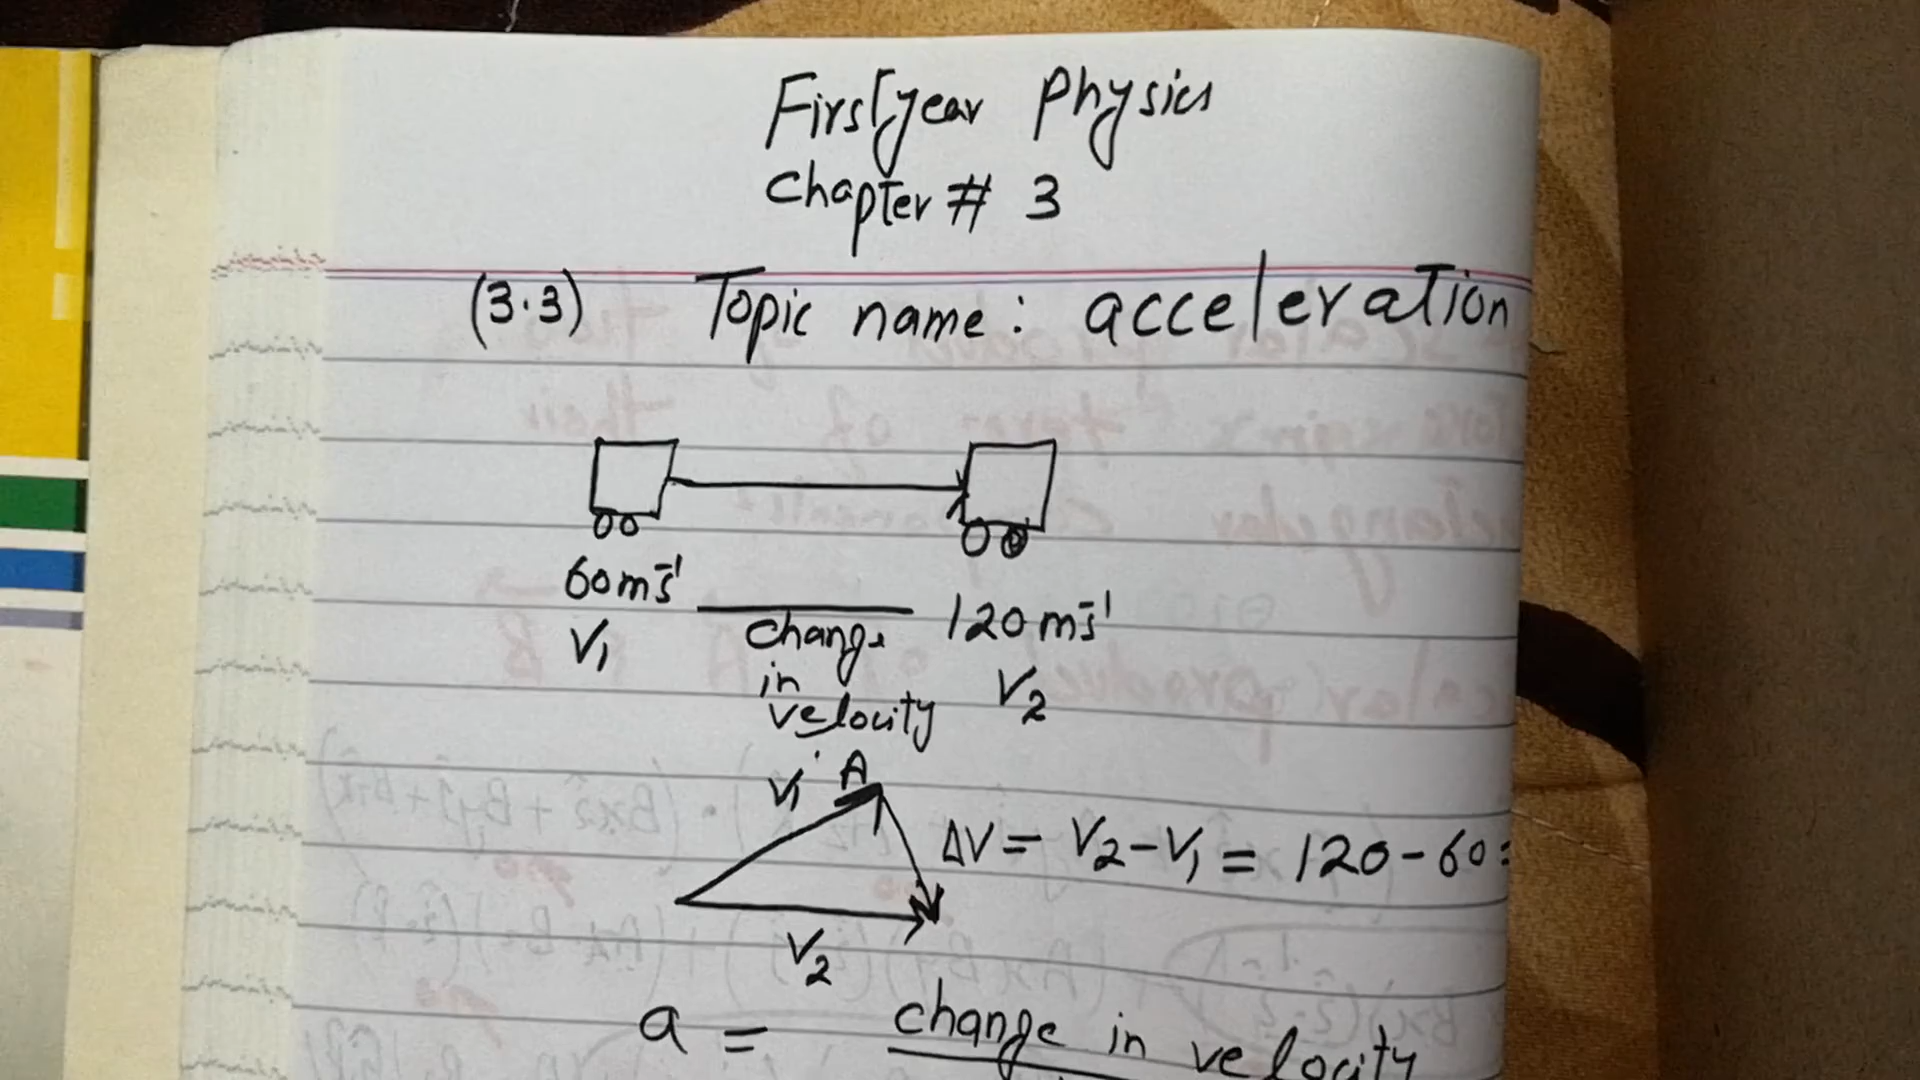 First year Physics
Chapter # 3
(3.3) Topic name: acceleration
60ms⁻¹ 120ms⁻¹
V₁ change V₂
in
velocity
V₁ A
ΔV = V₂-V₁ = 120-60=
V₂
a = change in velocity